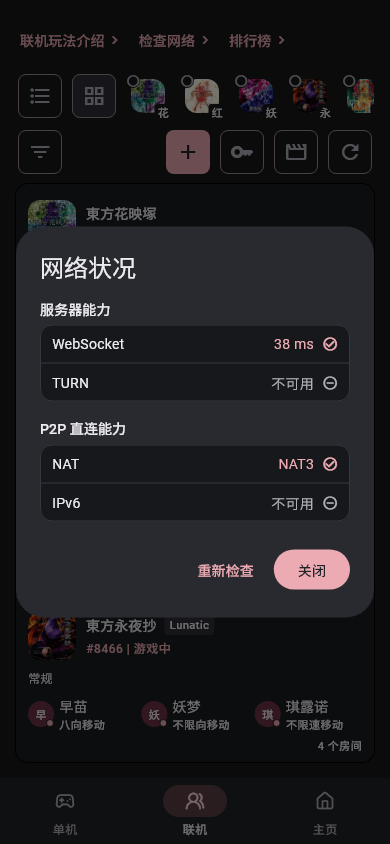 联机玩法介绍 检查网络 排行榜
花 红 妖 永
東方花映塚
网络状况
服务器能力
WebSocket 38 ms
TURN 不可用
P2P 直连能力
NAT NAT3
IPv6 不可用
重新检查 关闭
東方永夜抄 Lunatic
#8466 | 游戏中
常规
早 早苗 妖 妖梦 琪 琪露诺
八向移动 不限向移动 不限速移动
4 个房间
单机 联机 主页